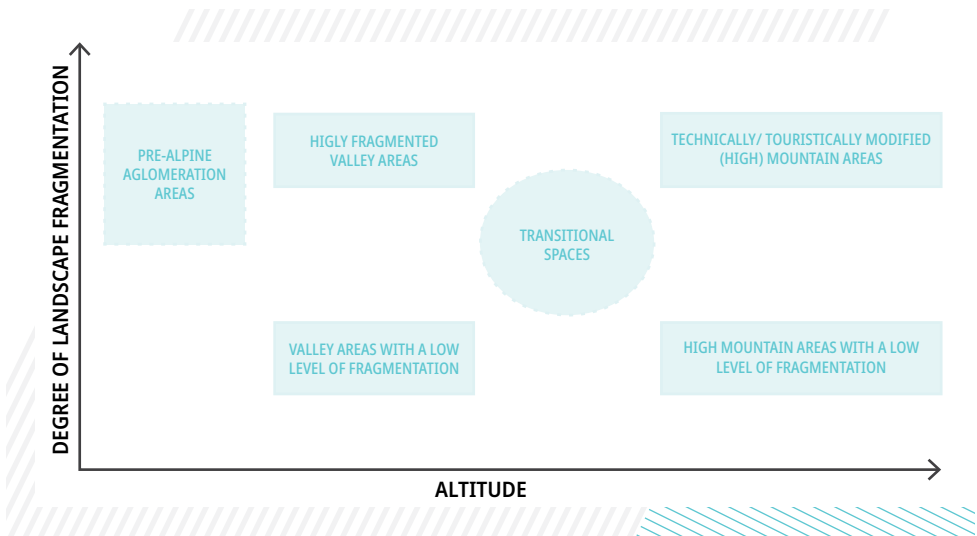 DEGREE OF LANDSCAPE FRAGMENTATION
PRE-ALPINE
AGLOMERATION
AREAS
HIGLY FRAGMENTED
VALLEY AREAS
TECHNICALLY/ TOURISTICALLY MODIFIED
(HIGH) MOUNTAIN AREAS
TRANSITIONAL
SPACES
VALLEY AREAS WITH A LOW
LEVEL OF FRAGMENTATION
HIGH MOUNTAIN AREAS WITH A LOW
LEVEL OF FRAGMENTATION
ALTITUDE